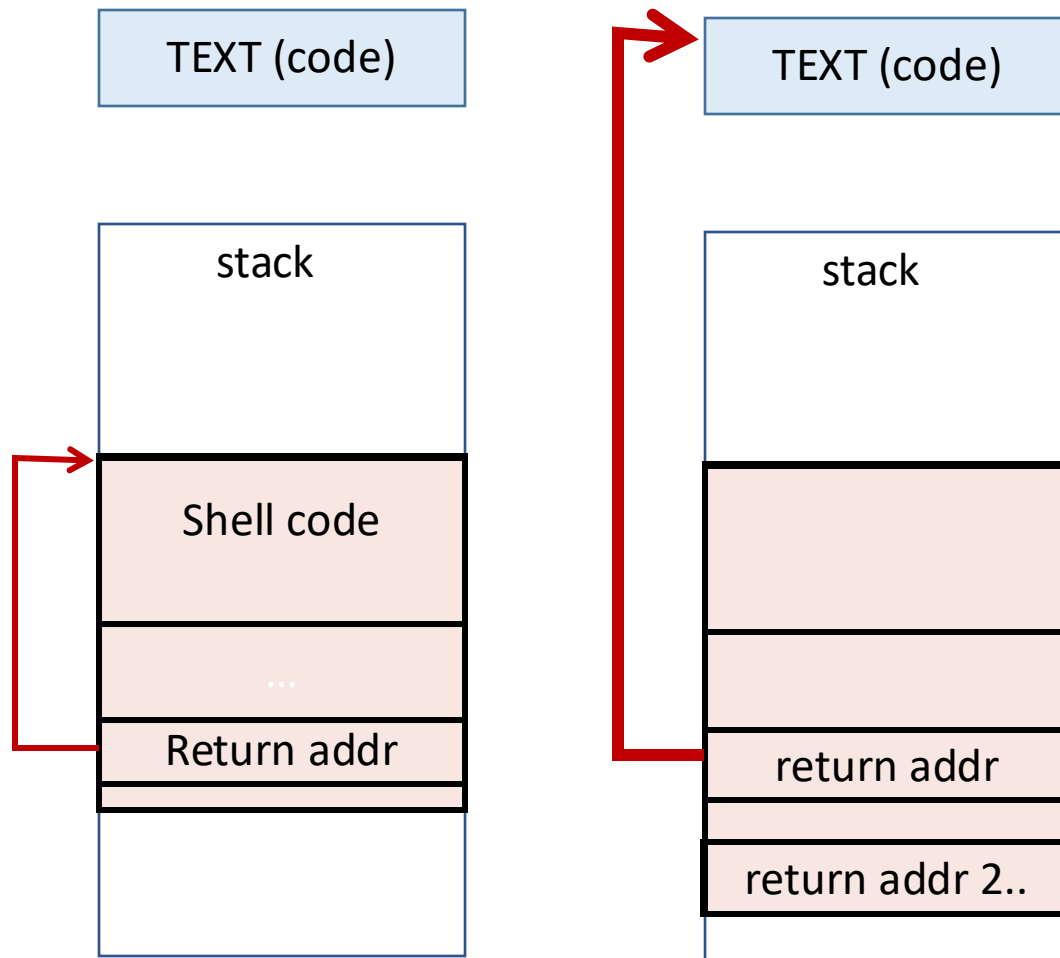 TEXT (code)
stack
Shell code
...
Return addr
TEXT (code)
stack
return addr
return addr 2..